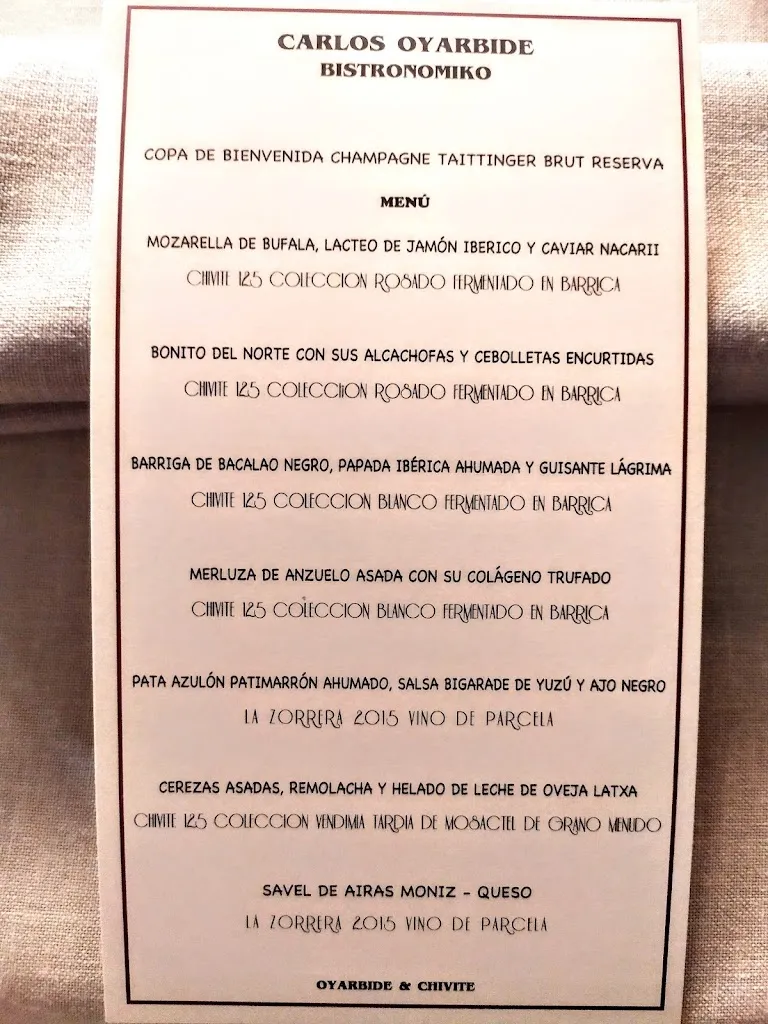 CARLOS OYARBIDE
BISTRONOMIKO
COPA DE BIENVENIDA CHAMPAGNE TAITTINGER BRUT RESERVA
MENÚ
MOZARELLA DE BUFALA, LACTEO DE JAMÓN IBERICO Y CAVIAR NACARII
CHIVITE 125 COLECCION ROSADO FERMENTADO EN BARRICA
BONITO DEL NORTE CON SUS ALCACHOFAS Y CEBOLLETAS ENCURTIDAS
CHIVITE 125 COLECCIION ROSADO FERMENTADO EN BARRICA
BARRIGA DE BACALAO NEGRO, PAPADA IBÉRICA AHUMADA Y GUISANTE LÁGRIMA
CHIVITE 125 COLECCION BLANCO FERMENTADO EN BARRICA
MERLUZA DE ANZUELO ASADA CON SU COLÁGENO TRUFADO
CHIVITE 125 COLECCION BLANCO FERMENTADO EN BARRICA
PATA AZULÓN PATIMARRÓN AHUMADO, SALSA BIGARADE DE YUZÚ Y AJO NEGRO
LA ZORRERA 2015 VINO DE PARCELA
CEREZAS ASADAS, REMOLACHA Y HELADO DE LECHE DE OVEJA LATXA
CHIVITE 125 COLECCION VENDIMIA TARDIA DE MOSACTEL DE GRANO MENUDO
SAVEL DE AIRAS MONIZ - QUESO
LA ZORRERA 2015 VINO DE PARCELA
OYARBIDE & CHIVITE